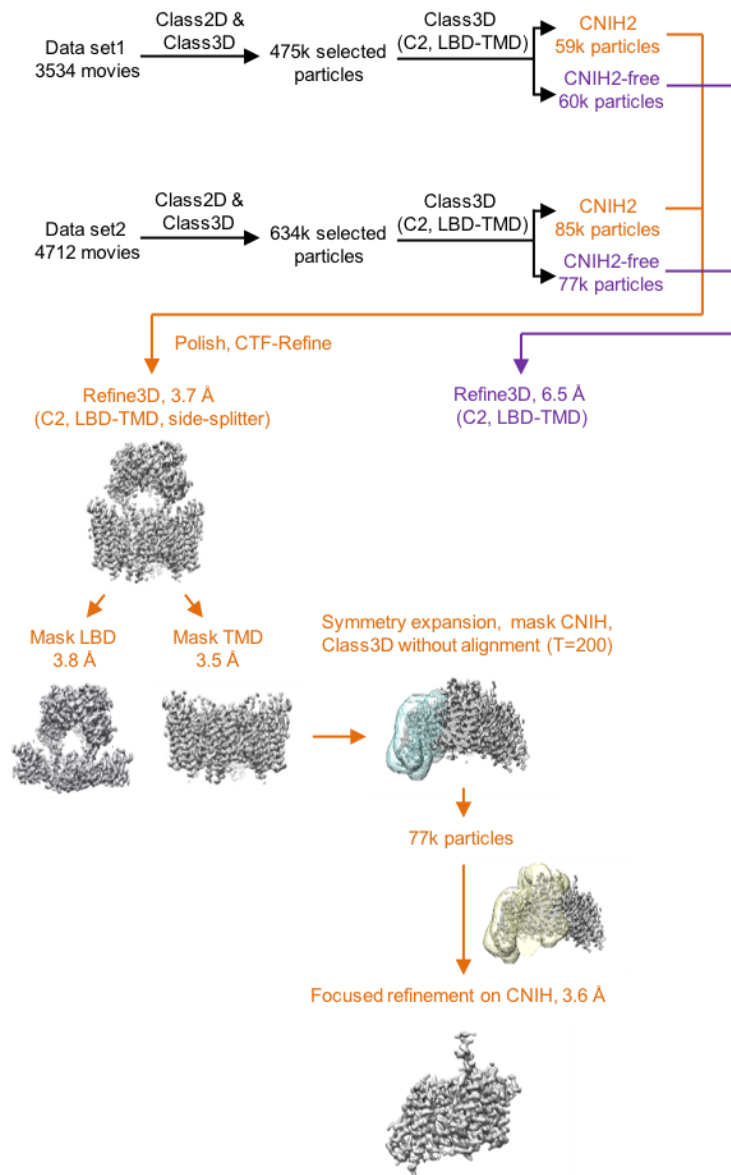 Data set1
3534 movies
Class2D &
Class3D
475k selected
particles
Class3D
(C2, LBD-TMD)
CNIH2
59k particles
CNIH2-free
60k particles
Data set2
4712 movies
Class2D &
Class3D
634k selected
particles
Class3D
(C2, LBD-TMD)
CNIH2
85k particles
CNIH2-free
77k particles
Polish, CTF-Refine
Refine3D, 3.7 Å
(C2, LBD-TMD, side-splitter)
Refine3D, 6.5 Å
(C2, LBD-TMD)
Mask LBD
3.8 Å
Mask TMD
3.5 Å
Symmetry expansion, mask CNIH,
Class3D without alignment (T=200)
77k particles
Focused refinement on CNIH, 3.6 Å